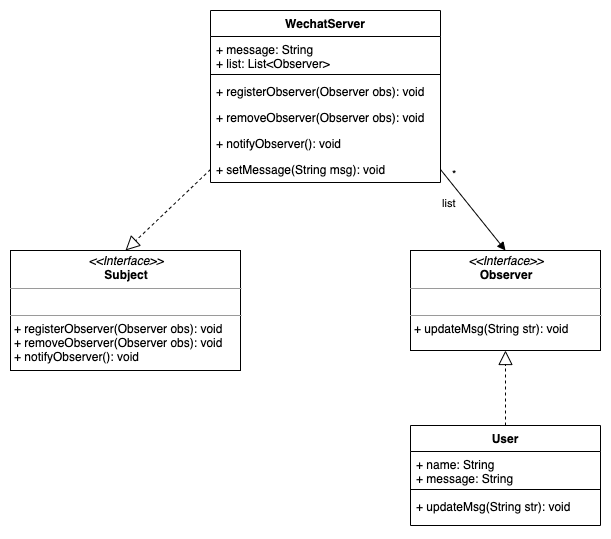 WechatServer
+ message: String
+ list: List<Observer>
+ registerObserver(Observer obs): void
+ removeObserver(Observer obs): void
+ notifyObserver(): void
+ setMessage(String msg): void
*
list
<<Interface>>
Subject
+ registerObserver(Observer obs): void
+ removeObserver(Observer obs): void
+ notifyObserver(): void
<<Interface>>
Observer
+ updateMsg(String str): void
User
+ name: String
+ message: String
+ updateMsg(String str): void